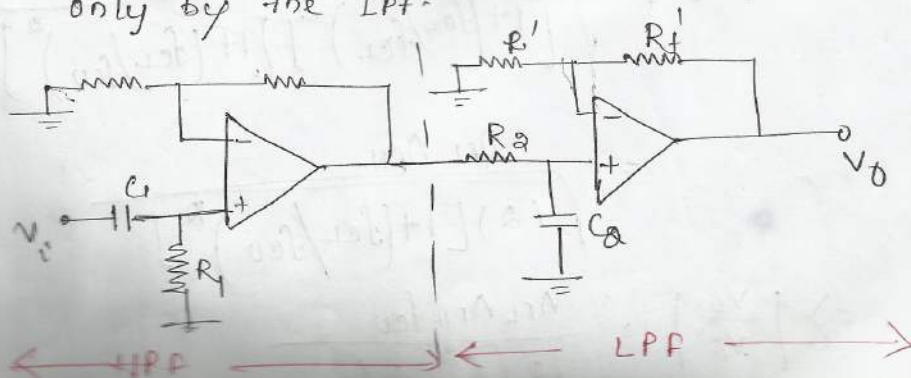 only by the LPF.
R'
Rf'
R2
-
+
Vo
C1
-
+
Vi
R1
C2
HPF
LPF